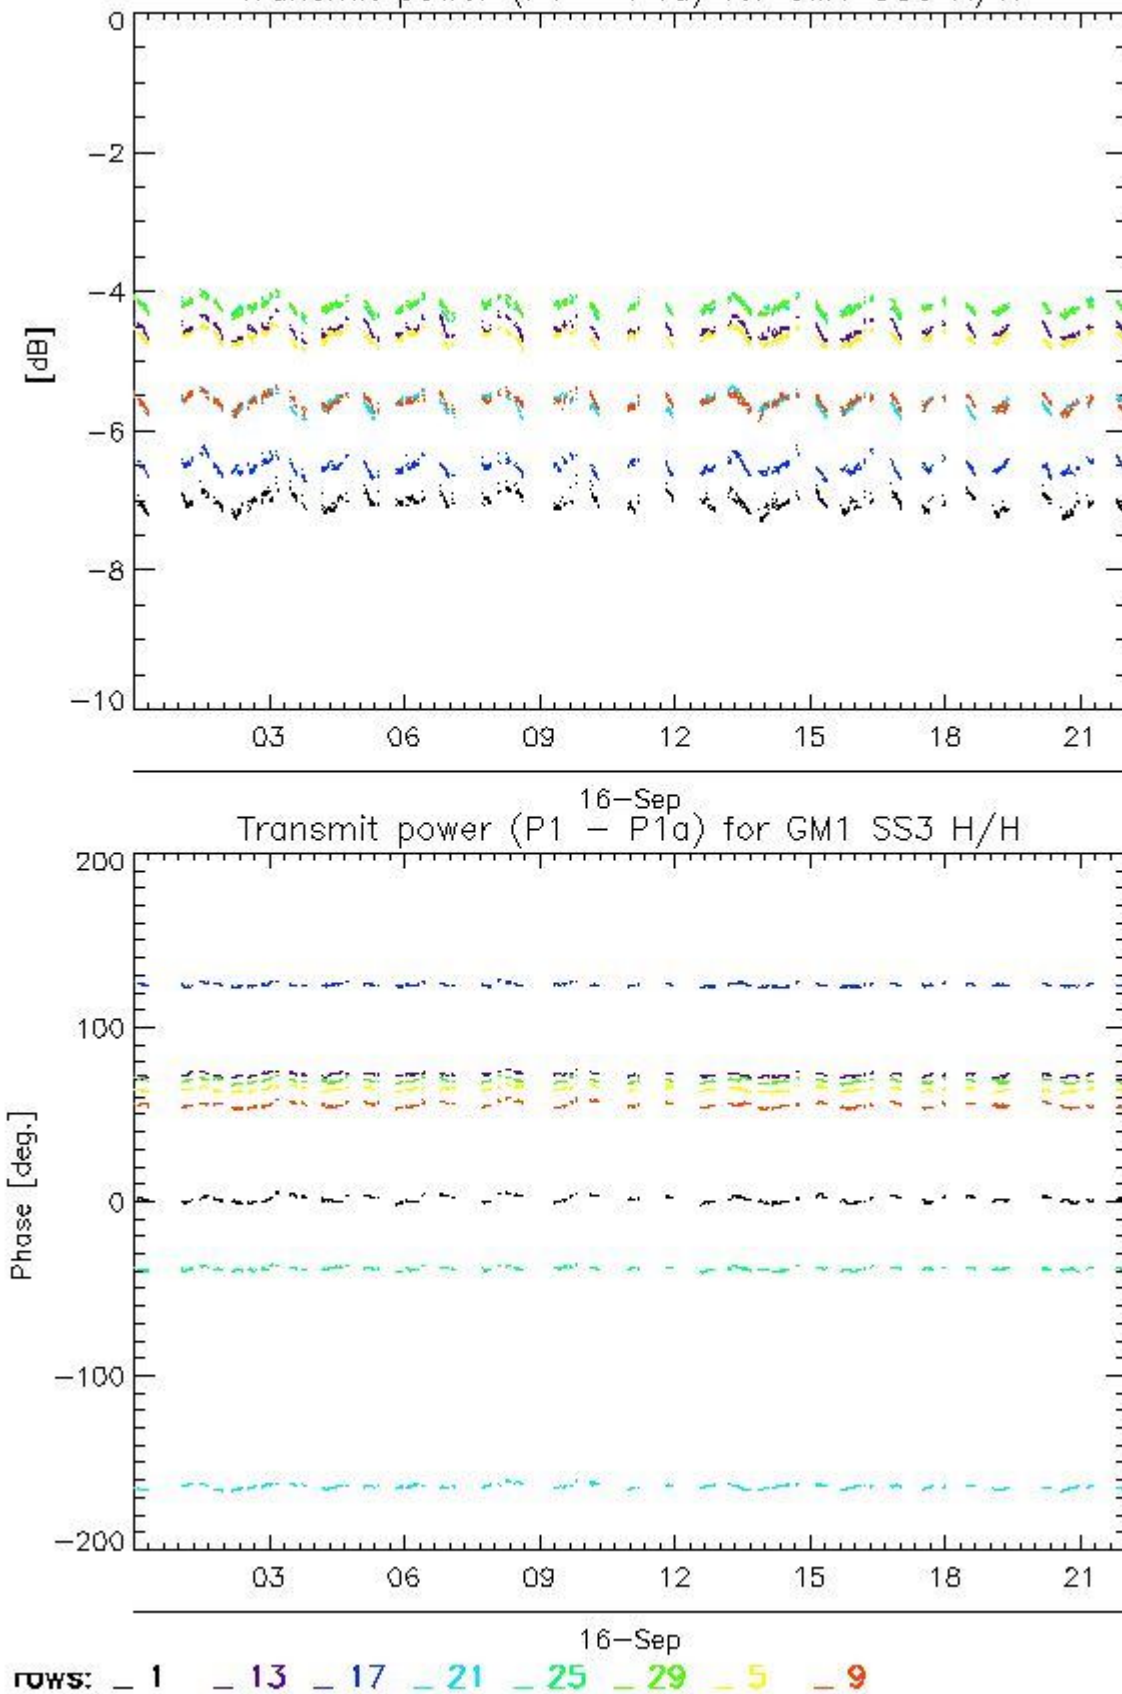 0
−2
−4
−6
−8
−10
[dB]
03 06 09 12 15 18 21
16−Sep
Transmit power (P1 − P1a) for GM1 SS3 H/H
200
100
0
−100
−200
Phase [deg.]
03 06 09 12 15 18 21
16−Sep
rows: _ 1 _ 13 _ 17 _ 21 _ 25 _ 29 _ 5 _ 9